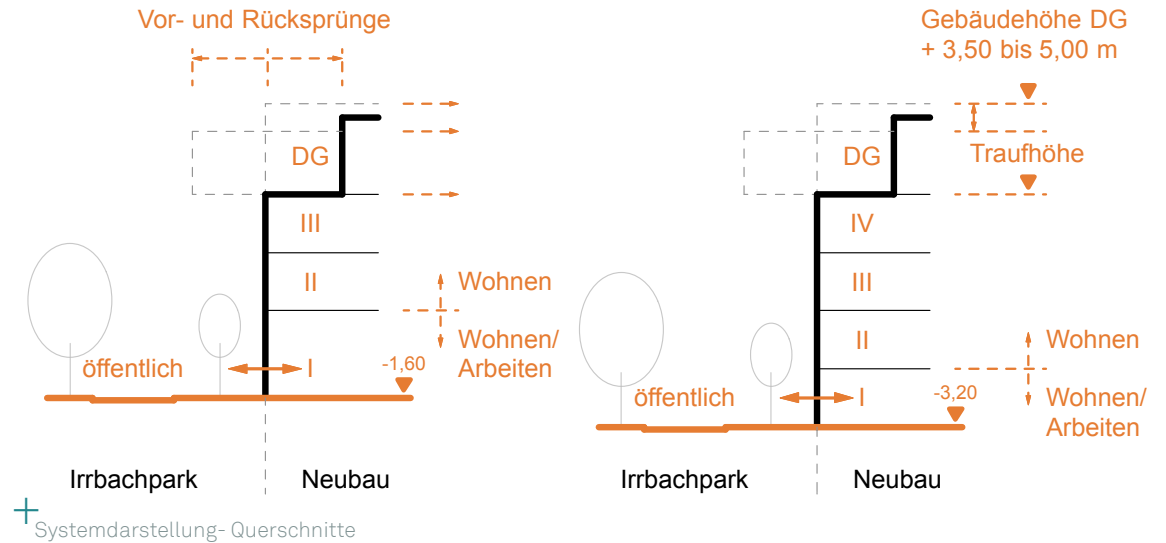 Vor- und Rücksprünge
DG
III
II
I
öffentlich
-1,60
Wohnen
Wohnen/
Arbeiten
Irrbachpark
Neubau
Gebäudehöhe DG
+ 3,50 bis 5,00 m
Traufhöhe
DG
IV
III
II
I
öffentlich
-3,20
Wohnen
Wohnen/
Arbeiten
Irrbachpark
Neubau
Systemdarstellung- Querschnitte